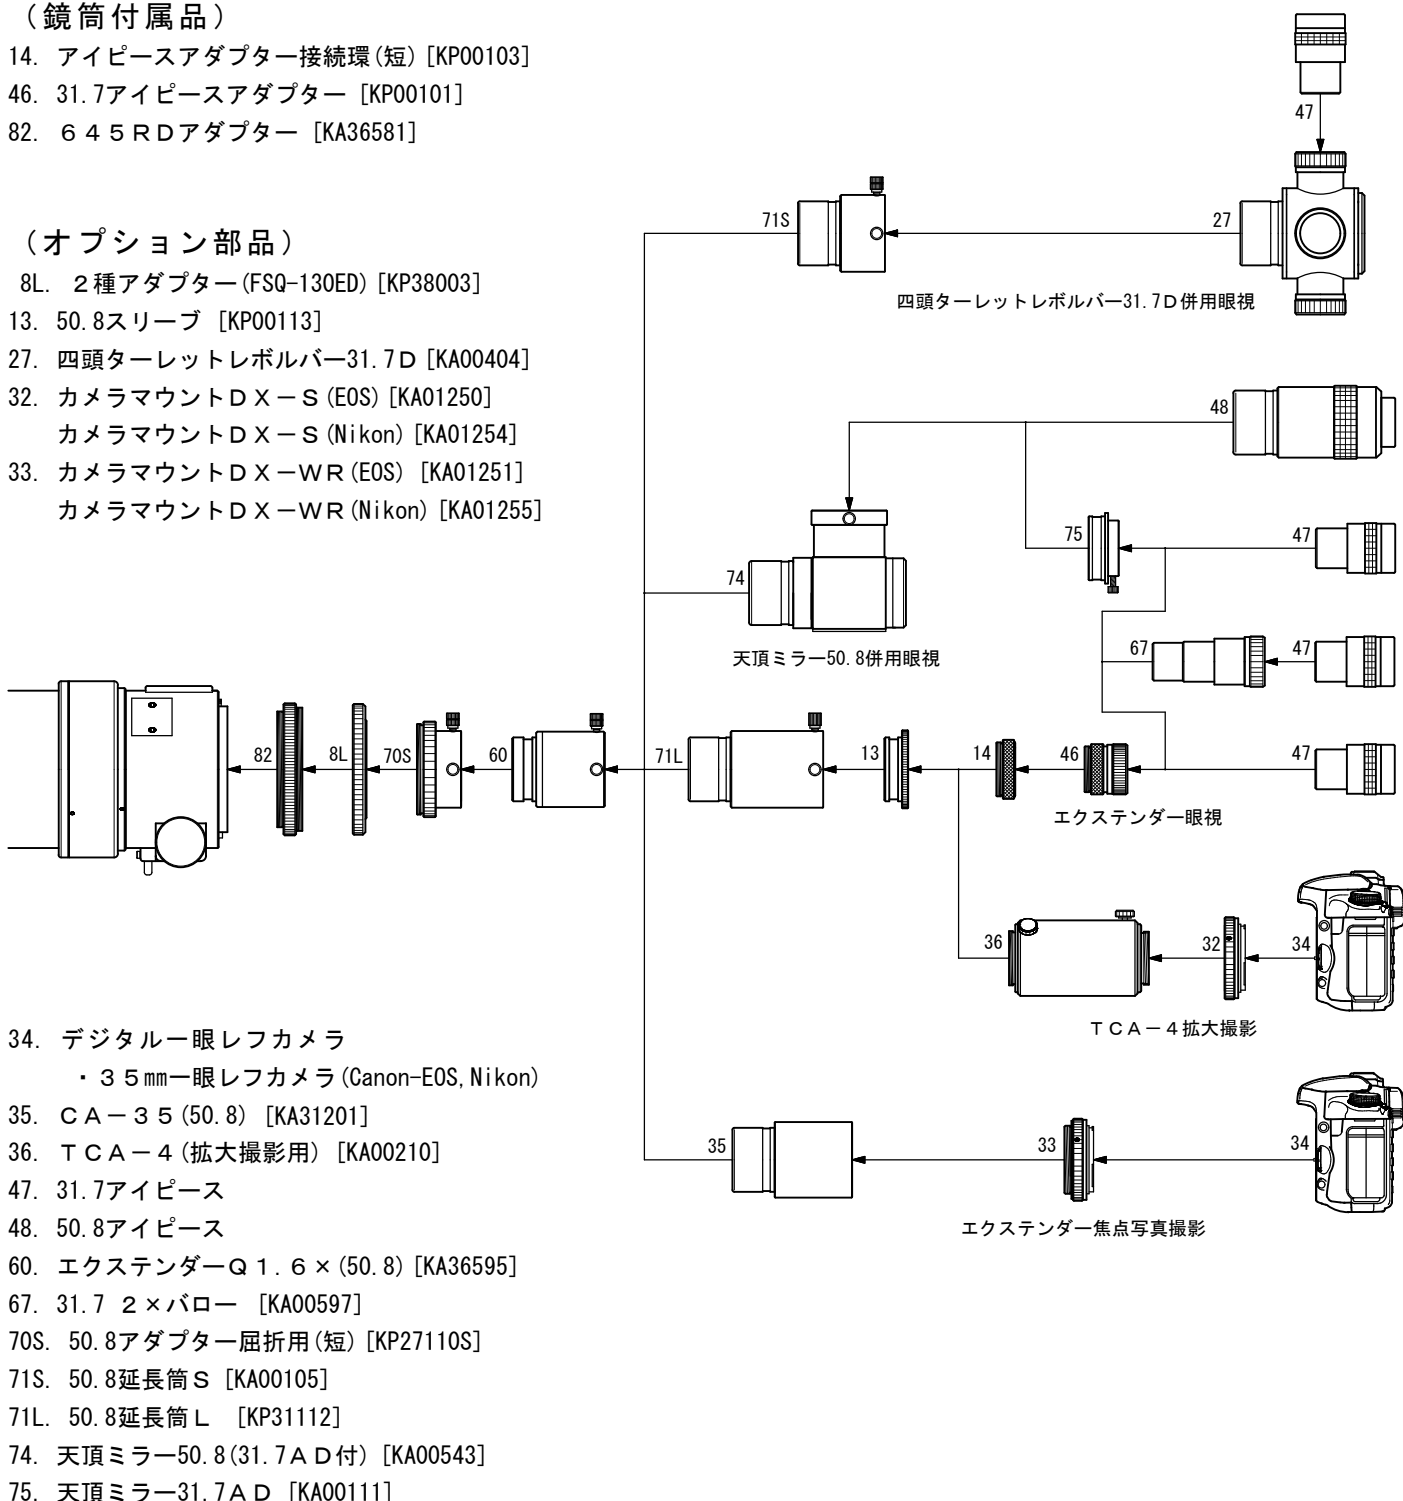 （鏡筒付属品）
14. アイピースアダプター接続環(短)[KP00103]
46. 31.7アイピースアダプター [KP00101]
82. ６４５ＲＤアダプター [KA36581]
（オプション部品）
8L. ２種アダプター(FSQ-130ED)[KP38003]
13. 50.8スリーブ [KP00113]
27. 四頭ターレットレボルバー31.7Ｄ[KA00404]
32. カメラマウントＤＸ－Ｓ(EOS)[KA01250]
カメラマウントＤＸ－Ｓ(Nikon)[KA01254]
33. カメラマウントＤＸ－ＷＲ(EOS) [KA01251]
カメラマウントＤＸ－ＷＲ(Nikon)[KA01255]
47
71S
27
四頭ターレットレボルバー31.7Ｄ併用眼視
48
75
47
74
天頂ミラー50.8併用眼視
67
47
82
8L
70S
60
71L
13
14
46
47
エクステンダー眼視
36
32
34
ＴＣＡ－４拡大撮影
35
33
34
エクステンダー焦点写真撮影
34. デジタル一眼レフカメラ
・３５㎜一眼レフカメラ(Canon-EOS,Nikon)
35. ＣＡ－３５(50.8) [KA31201]
36. ＴＣＡ－４(拡大撮影用) [KA00210]
47. 31.7アイピース
48. 50.8アイピース
60. エクステンダーＱ１.６×(50.8)[KA36595]
67. 31.7 ２×バロー [KA00597]
70S. 50.8アダプター屈折用(短)[KP27110S]
71S. 50.8延長筒Ｓ [KA00105]
71L. 50.8延長筒Ｌ [KP31112]
74. 天頂ミラー50.8(31.7ＡＤ付) [KA00543]
75. 天頂ミラー31.7ＡＤ [KA00111]